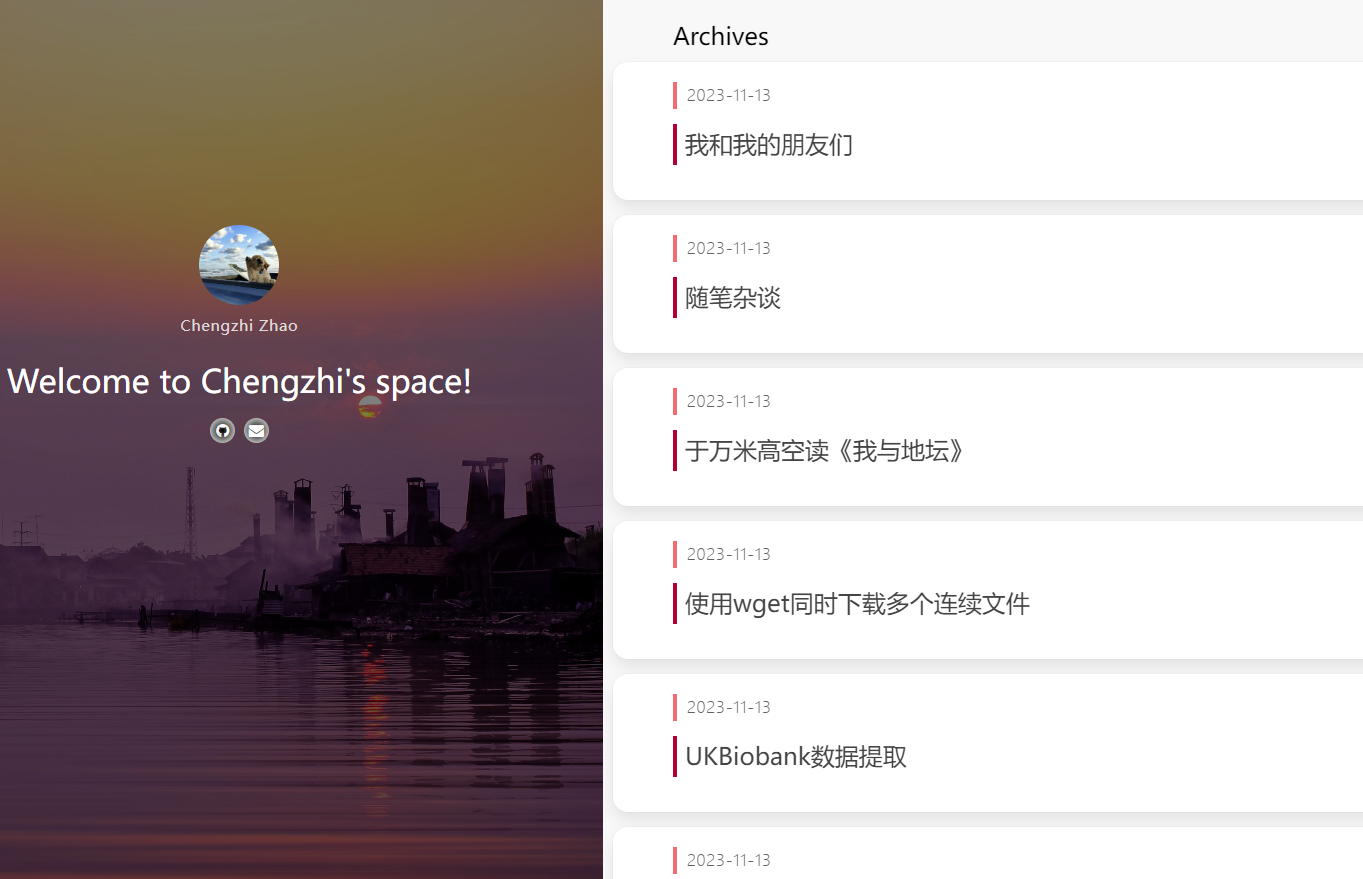 Chengzhi Zhao
Welcome to Chengzhi's space!
Archives
2023-11-13
我和我的朋友们
2023-11-13
随笔杂谈
2023-11-13
于万米高空读《我与地坛》
2023-11-13
使用wget同时下载多个连续文件
2023-11-13
UKBiobank数据提取
2023-11-13